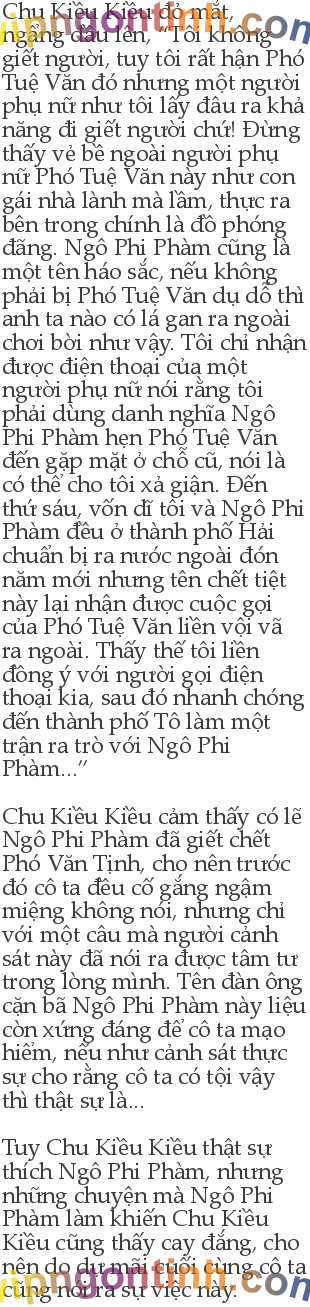 Chu Kiều Kiều đỏ mắt,
ngẩng đầu lên, “Tôi không
giết người, tuy tôi rất hận Phó
Tuệ Văn đó nhưng một người
phụ nữ như tôi lấy đâu ra khả
năng đi giết người chứ! Đừng
thấy vẻ bề ngoài người phụ
nữ Phó Tuệ Văn này như con
gái nhà lành mà lầm, thực ra
bên trong chính là đồ phóng
đãng. Ngô Phi Phàm cũng là
một tên háo sắc, nếu không
phải bị Phó Tuệ Văn dụ dỗ thì
anh ta nào có lá gan ra ngoài
chơi bời như vậy. Tôi chỉ nhận
được điện thoại của một
người phụ nữ nói rằng tôi
phải dùng danh nghĩa Ngô
Phi Phàm hẹn Phó Tuệ Văn
đến gặp mặt ở chỗ cũ, nói là
có thể cho tôi xả giận. Đến
thứ sáu, vốn dĩ tôi và Ngô Phi
Phàm đều ở thành phố Hải
chuẩn bị ra nước ngoài đón
năm mới nhưng tên chết tiệt
này lại nhận được cuộc gọi
của Phó Tuệ Văn liền vội vã
ra ngoài. Thấy thế tôi liền
đồng ý với người gọi điện
thoại kia, sau đó nhanh chóng
đến thành phố Tô làm một
trận ra trò với Ngô Phi
Phàm...”
Chu Kiều Kiều cảm thấy có lẽ
Ngô Phi Phàm đã giết chết
Phó Văn Tịnh, cho nên trước
đó cô ta đều cố gắng ngậm
miệng không nói, nhưng chỉ
với một câu mà người cảnh
sát này đã nói ra được tâm tư
trong lòng mình. Tên đàn ông
cặn bã Ngô Phi Phàm này liệu
còn xứng đáng để cô ta mạo
hiểm, nếu như cảnh sát thực
sự cho rằng cô ta có tội vậy
thì thật sự là...
Tuy Chu Kiều Kiều thật sự
thích Ngô Phi Phàm, nhưng
những chuyện mà Ngô Phi
Phàm làm khiến Chu Kiều
Kiều cũng thấy cay đắng, cho
nên do dự mãi cuối cùng cô ta
cũng nói ra sự việc này.
vipngontinh.com
vipngontinh.com